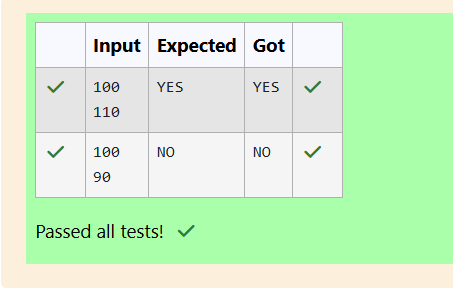 Input Expected Got
100 YES YES
110
100 NO NO
90
Passed all tests!